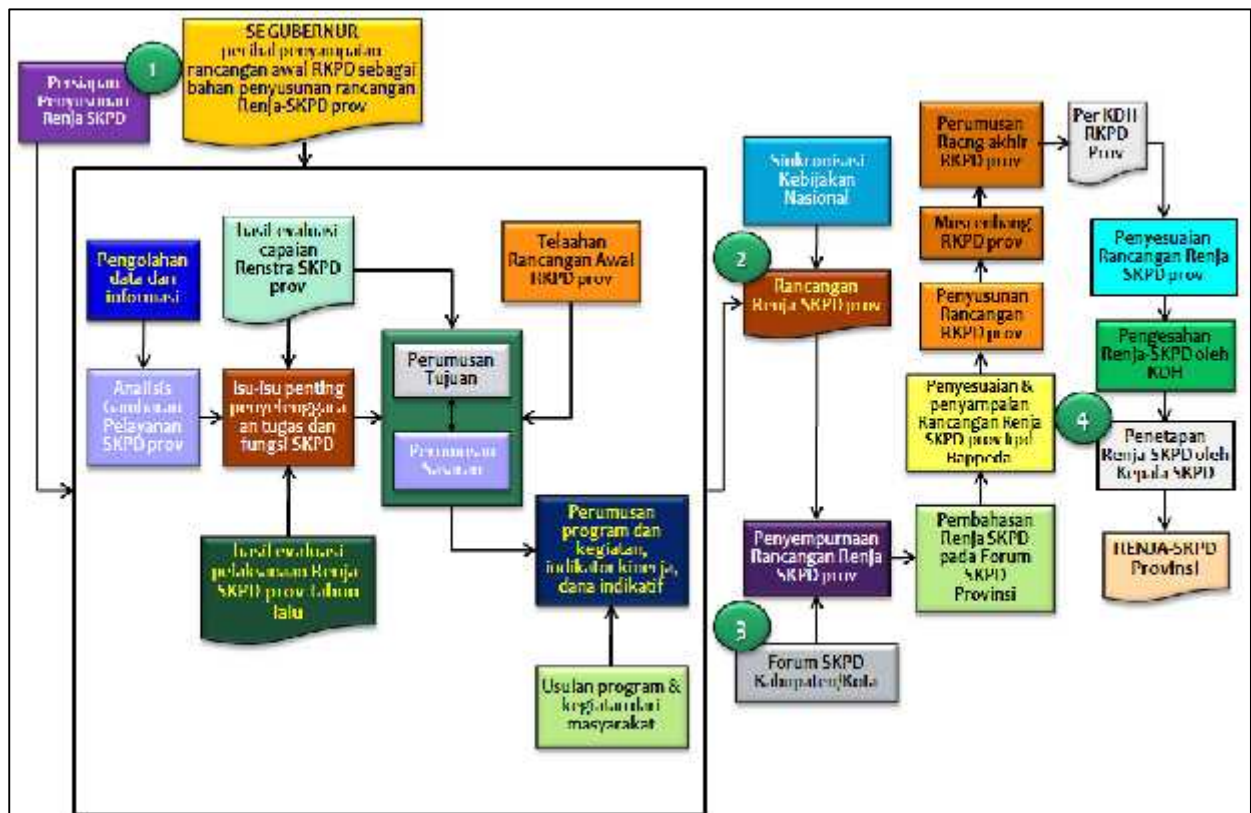 1
SE GUBERNUR
perihal penyampaian
rancangan awal RKPD sebagai
bahan penyusunan rancangan
Renja-SKPD prov
Persiapan
Penyusunan
Renja SKPD
Pengolahan
data dan
informasi
hasil evaluasi
capaian
Renstra SKPD
prov
Telaahan
Rancangan Awal
RKPD prov
Analisis
Gambaran
Pelayanan
SKPD prov
Isu-isu penting
penyelenggara
an tugas dan
fungsi SKPD
Perumusan
Tujuan
Perumusan
Sasaran
hasil evaluasi
pelaksanaan Renja
SKPD prov tahun
lalu
Perumusan
program dan
kegiatan,
indikator kinerja,
dana indikatif
Usulan program &
kegiatan dari
masyarakat
Sinkronisasi
Kebijakan
Nasional
2
Rancangan
Renja SKPD prov
Penyempurnaan
Rancangan Renja
SKPD prov
3
Forum SKPD
Kabupaten/Kota
Perumusan
Racng akhir
RKPD prov
Musrenbang
RKPD prov
Penyusunan
Rancangan
RKPD prov
Penyesuaian &
penyampaian
Rancangan Renja
SKPD prov kpd
Bappeda
Pembahasan
Renja SKPD
pada Forum
SKPD
Provinsi
Per KDH
RKPD
Prov
Penyesuaian
Rancangan Renja
SKPD prov
Pengesahan
Renja-SKPD oleh
KDH
4
Penetapan
Renja SKPD oleh
Kepala SKPD
RENJA-SKPD
Provinsi